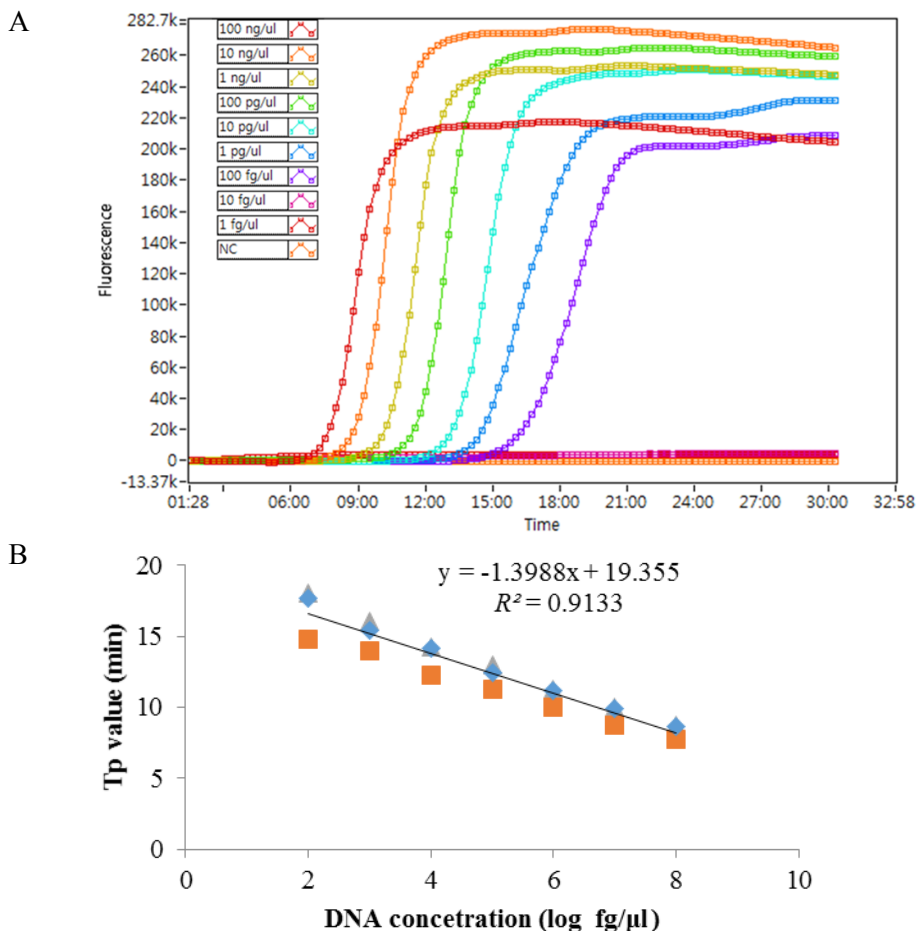 A
282.7k
260k
240k
220k
200k
180k
160k
140k
120k
100k
80k
60k
40k
20k
0
-13.37k
Fluorescence
100 ng/ul
10 ng/ul
1 ng/ul
100 pg/ul
10 pg/ul
1 pg/ul
100 fg/ul
10 fg/ul
1 fg/ul
NC
01:28 06:00 09:00 12:00 15:00 18:00 21:00 24:00 27:00 30:00 32:58
Time
B
y = -1.3988x + 19.355
R² = 0.9133
20
15
10
5
0
Tp value (min)
0 2 4 6 8 10
DNA concetration (log fg/μl)